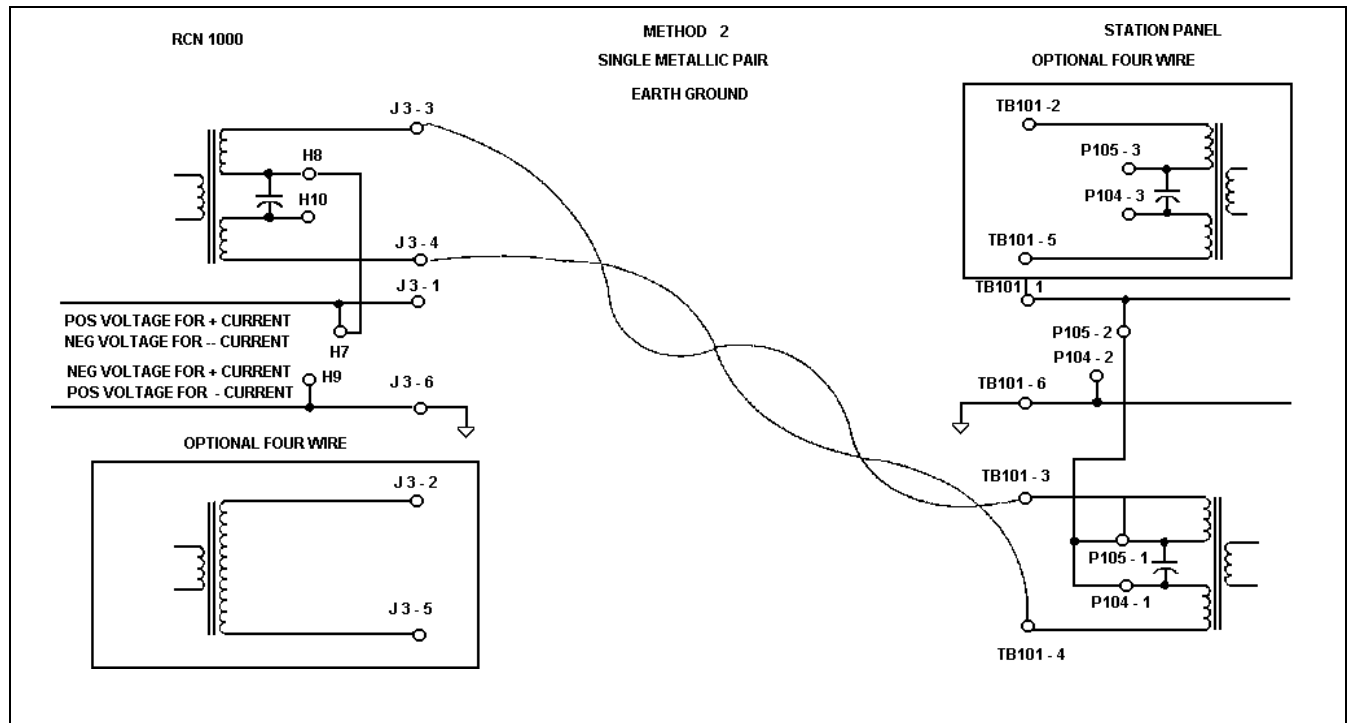 RCN 1000
METHOD 2
SINGLE METALLIC PAIR
EARTH GROUND
STATION PANEL
OPTIONAL FOUR WIRE
J 3 - 3
H8
H10
J 3 - 4
J 3 - 1
POS VOLTAGE FOR + CURRENT
NEG VOLTAGE FOR -- CURRENT
H7
NEG VOLTAGE FOR + CURRENT
POS VOLTAGE FOR - CURRENT
H9
J 3 - 6
OPTIONAL FOUR WIRE
J 3 - 2
J 3 - 5
TB101 - 2
P105 - 3
P104 - 3
TB101 - 5
TB101 - 1
P105 - 2
P104 - 2
TB101 - 6
TB101 - 3
P105 - 1
P104 - 1
TB101 - 4